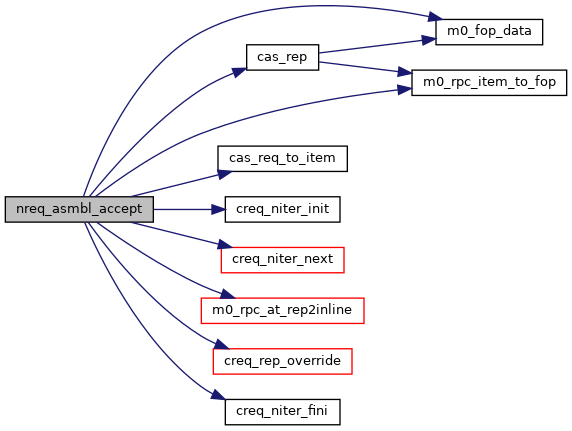 m0_fop_data
cas_rep
m0_rpc_item_to_fop
cas_req_to_item
nreq_asmbl_accept
creq_niter_init
creq_niter_next
m0_rpc_at_rep2inline
creq_rep_override
creq_niter_fini